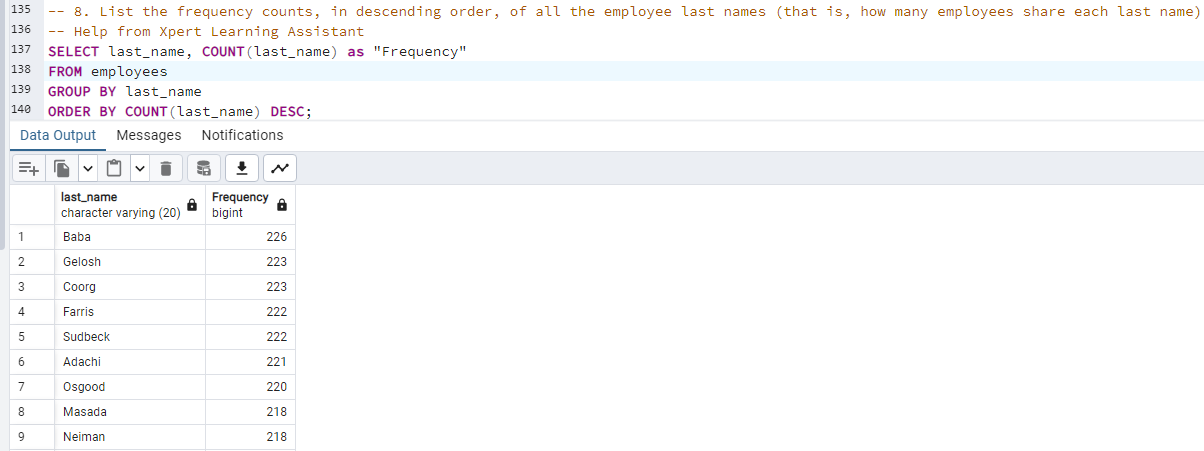 135 -- 8. List the frequency counts, in descending order, of all the employee last names (that is, how many employees share each last name)
136 -- Help from Xpert Learning Assistant
137 SELECT last_name, COUNT(last_name) as "Frequency"
138 FROM employees
139 GROUP BY last_name
140 ORDER BY COUNT(last_name) DESC;
Data Output Messages Notifications
last_name Frequency
character varying (20) bigint
1 Baba 226
2 Gelosh 223
3 Coorg 223
4 Farris 222
5 Sudbeck 222
6 Adachi 221
7 Osgood 220
8 Masada 218
9 Neiman 218